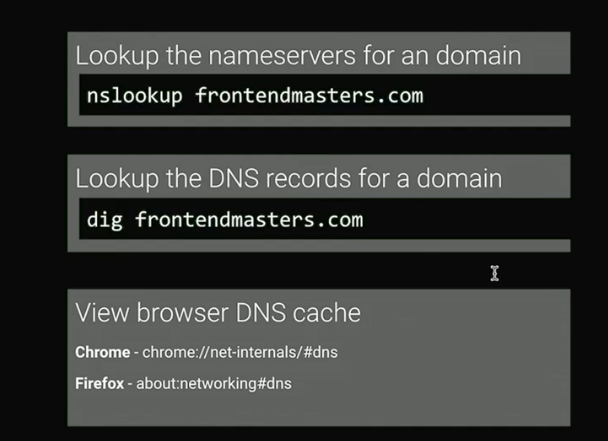 Lookup the nameservers for an domain
nslookup frontendmasters.com
Lookup the DNS records for a domain
dig frontendmasters.com
View browser DNS cache
Chrome - chrome://net-internals/#dns
Firefox - about:networking#dns